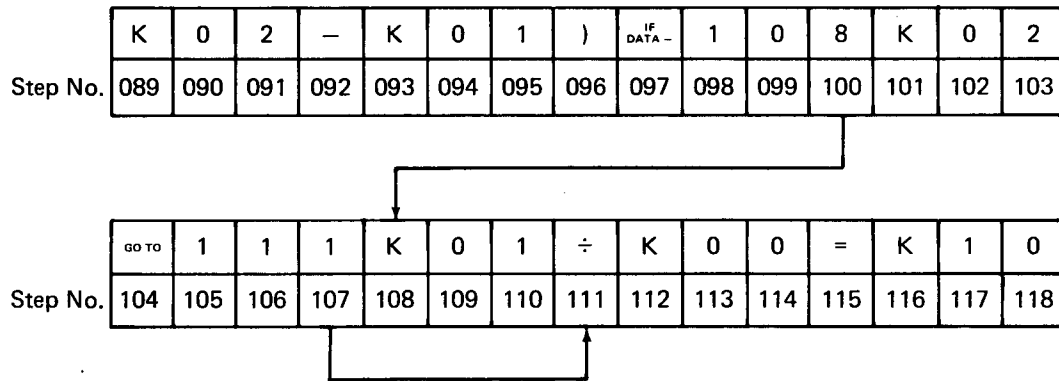 K 0 2 − K 0 1 ) IF DATA − 1 0 8 K 0 2
Step No. 089 090 091 092 093 094 095 096 097 098 099 100 101 102 103
GO TO 1 1 1 K 0 1 ÷ K 0 0 = K 1 0
Step No. 104 105 106 107 108 109 110 111 112 113 114 115 116 117 118